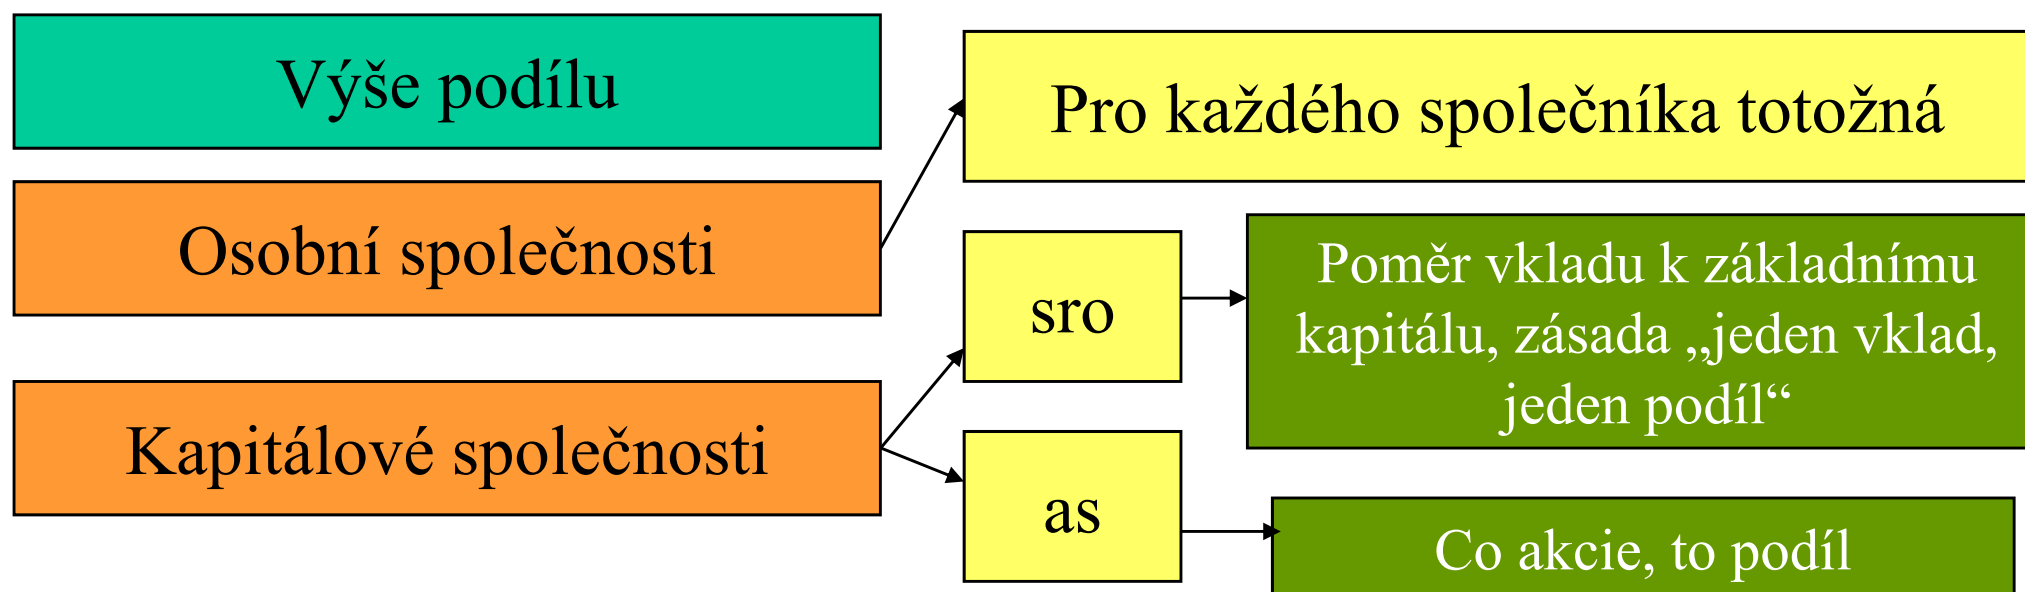 Výše podílu
Pro každého společníka totožná
Osobní společnosti
sro
Poměr vkladu k základnímu
kapitálu, zásada „jeden vklad,
jeden podíl“
Kapitálové společnosti
as
Co akcie, to podíl